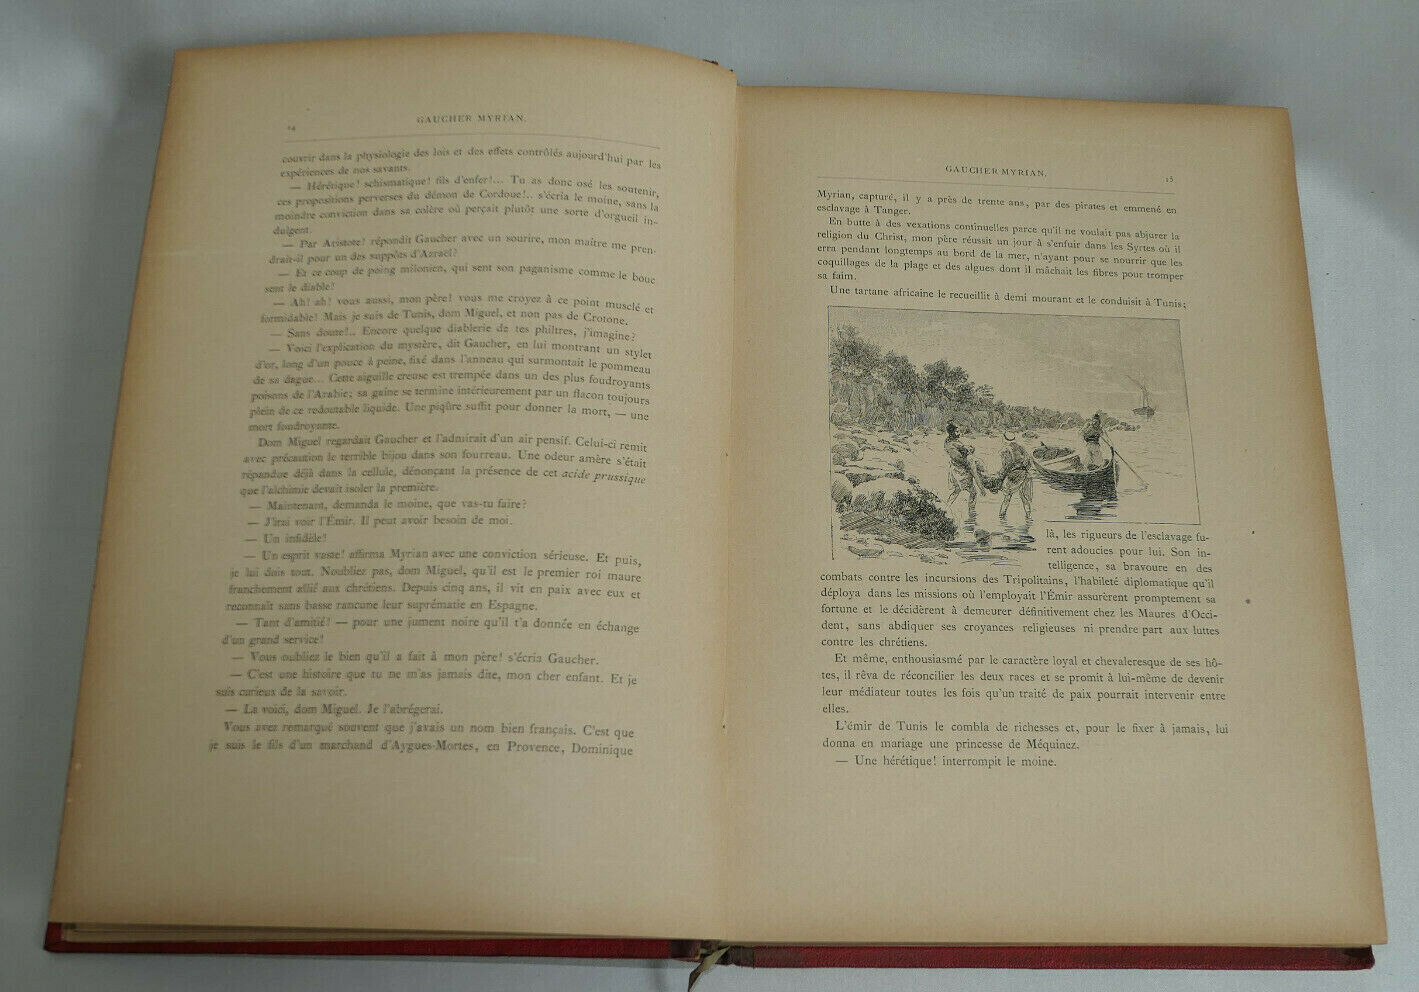 14
GAUCHER MYRIAN.
couvrir dans la physiologie des lois et des effets contrôlés aujourd'hui par les
expériences de nos savants.
— Hérétique! schismatique! fils d'enfer!... Tu as donc osé les soutenir,
ces propositions perverses du démon de Cordoue!.. s'écria le moine, sans la
moindre conviction dans sa colère où perçait plutôt une sorte d'orgueil in-
dulgent.
— Par Aristote! répondit Gaucher avec un sourire, mon maître me pren-
drait-il pour un des suppôts d'Azraël?
— Et ce coup de poing milonien, qui sent son paganisme comme le bouc
sent le diable!
— Ah! ah! vous aussi, mon père! vous me croyez à ce point musclé et
formidable! Mais je suis de Tunis, dom Miguel, et non pas de Crotone.
— Sans doute!.. Encore quelque diablerie de tes philtres, j'imagine?
— Voici l'explication du mystère, dit Gaucher, en lui montrant un stylet
d'or, long d'un pouce à peine, fixé dans l'anneau qui surmontait le pommeau
de sa dague... Cette aiguille creuse est trempée dans un des plus foudroyants
poisons de l'Arabie; sa gaine se termine intérieurement par un flacon toujours
plein de ce redoutable liquide. Une piqûre suffit pour donner la mort, — une
mort foudroyante.
Dom Miguel regardait Gaucher et l'admirait d'un air pensif. Celui-ci remit
avec précaution le terrible bijou dans son fourreau. Une odeur amère s'était
répandue déjà dans la cellule, dénonçant la présence de cet acide prussique
que l'alchimie devait isoler la première.
— Maintenant, demanda le moine, que vas-tu faire?
— J'irai voir l'Émir. Il peut avoir besoin de moi.
— Un infidèle!
— Un esprit vaste! affirma Myrian avec une conviction sérieuse. Et puis,
je lui dois tout. N'oubliez pas, dom Miguel, qu'il est le premier roi maure
franchement allié aux chrétiens. Depuis cinq ans, il vit en paix avec eux et
reconnaît sans basse rancune leur suprématie en Espagne.
— Tant d'amitié! — pour une jument noire qu'il t'a donnée en échange
d'un grand service!
— Vous oubliez le bien qu'il a fait à mon père! s'écria Gaucher.
— C'est une histoire que tu ne m'as jamais dite, mon cher enfant. Et je
suis curieux de la savoir.
— La voici, dom Miguel. Je l'abrégerai.
Vous avez remarqué souvent que j'avais un nom bien français. C'est que
je suis le fils d'un marchand d'Aygues-Mortes, en Provence, Dominique
GAUCHER MYRIAN.
15
Myrian, capturé, il y a près de trente ans, par des pirates et emmené en
esclavage à Tanger.
En butte à des vexations continuelles parce qu'il ne voulait pas abjurer la
religion du Christ, mon père réussit un jour à s'enfuir dans les Syrtes où il
erra pendant longtemps au bord de la mer, n'ayant pour se nourrir que les
coquillages de la plage et des algues dont il mâchait les fibres pour tromper
sa faim.
Une tartane africaine le recueillit à demi mourant et le conduisit à Tunis;
là, les rigueurs de l'esclavage fu-
rent adoucies pour lui. Son in-
telligence, sa bravoure en des
combats contre les incursions des Tripolitains, l'habileté diplomatique qu'il
déploya dans les missions où l'employait l'Émir assurèrent promptement sa
fortune et le décidèrent à demeurer définitivement chez les Maures d'Occi-
dent, sans abdiquer ses croyances religieuses ni prendre part aux luttes
contre les chrétiens.
Et même, enthousiasmé par le caractère loyal et chevaleresque de ses hô-
tes, il rêva de réconcilier les deux races et se promit à lui-même de devenir
leur médiateur toutes les fois qu'un traité de paix pourrait intervenir entre
elles.
L'émir de Tunis le combla de richesses et, pour le fixer à jamais, lui
donna en mariage une princesse de Méquinez.
— Une hérétique! interrompit le moine.